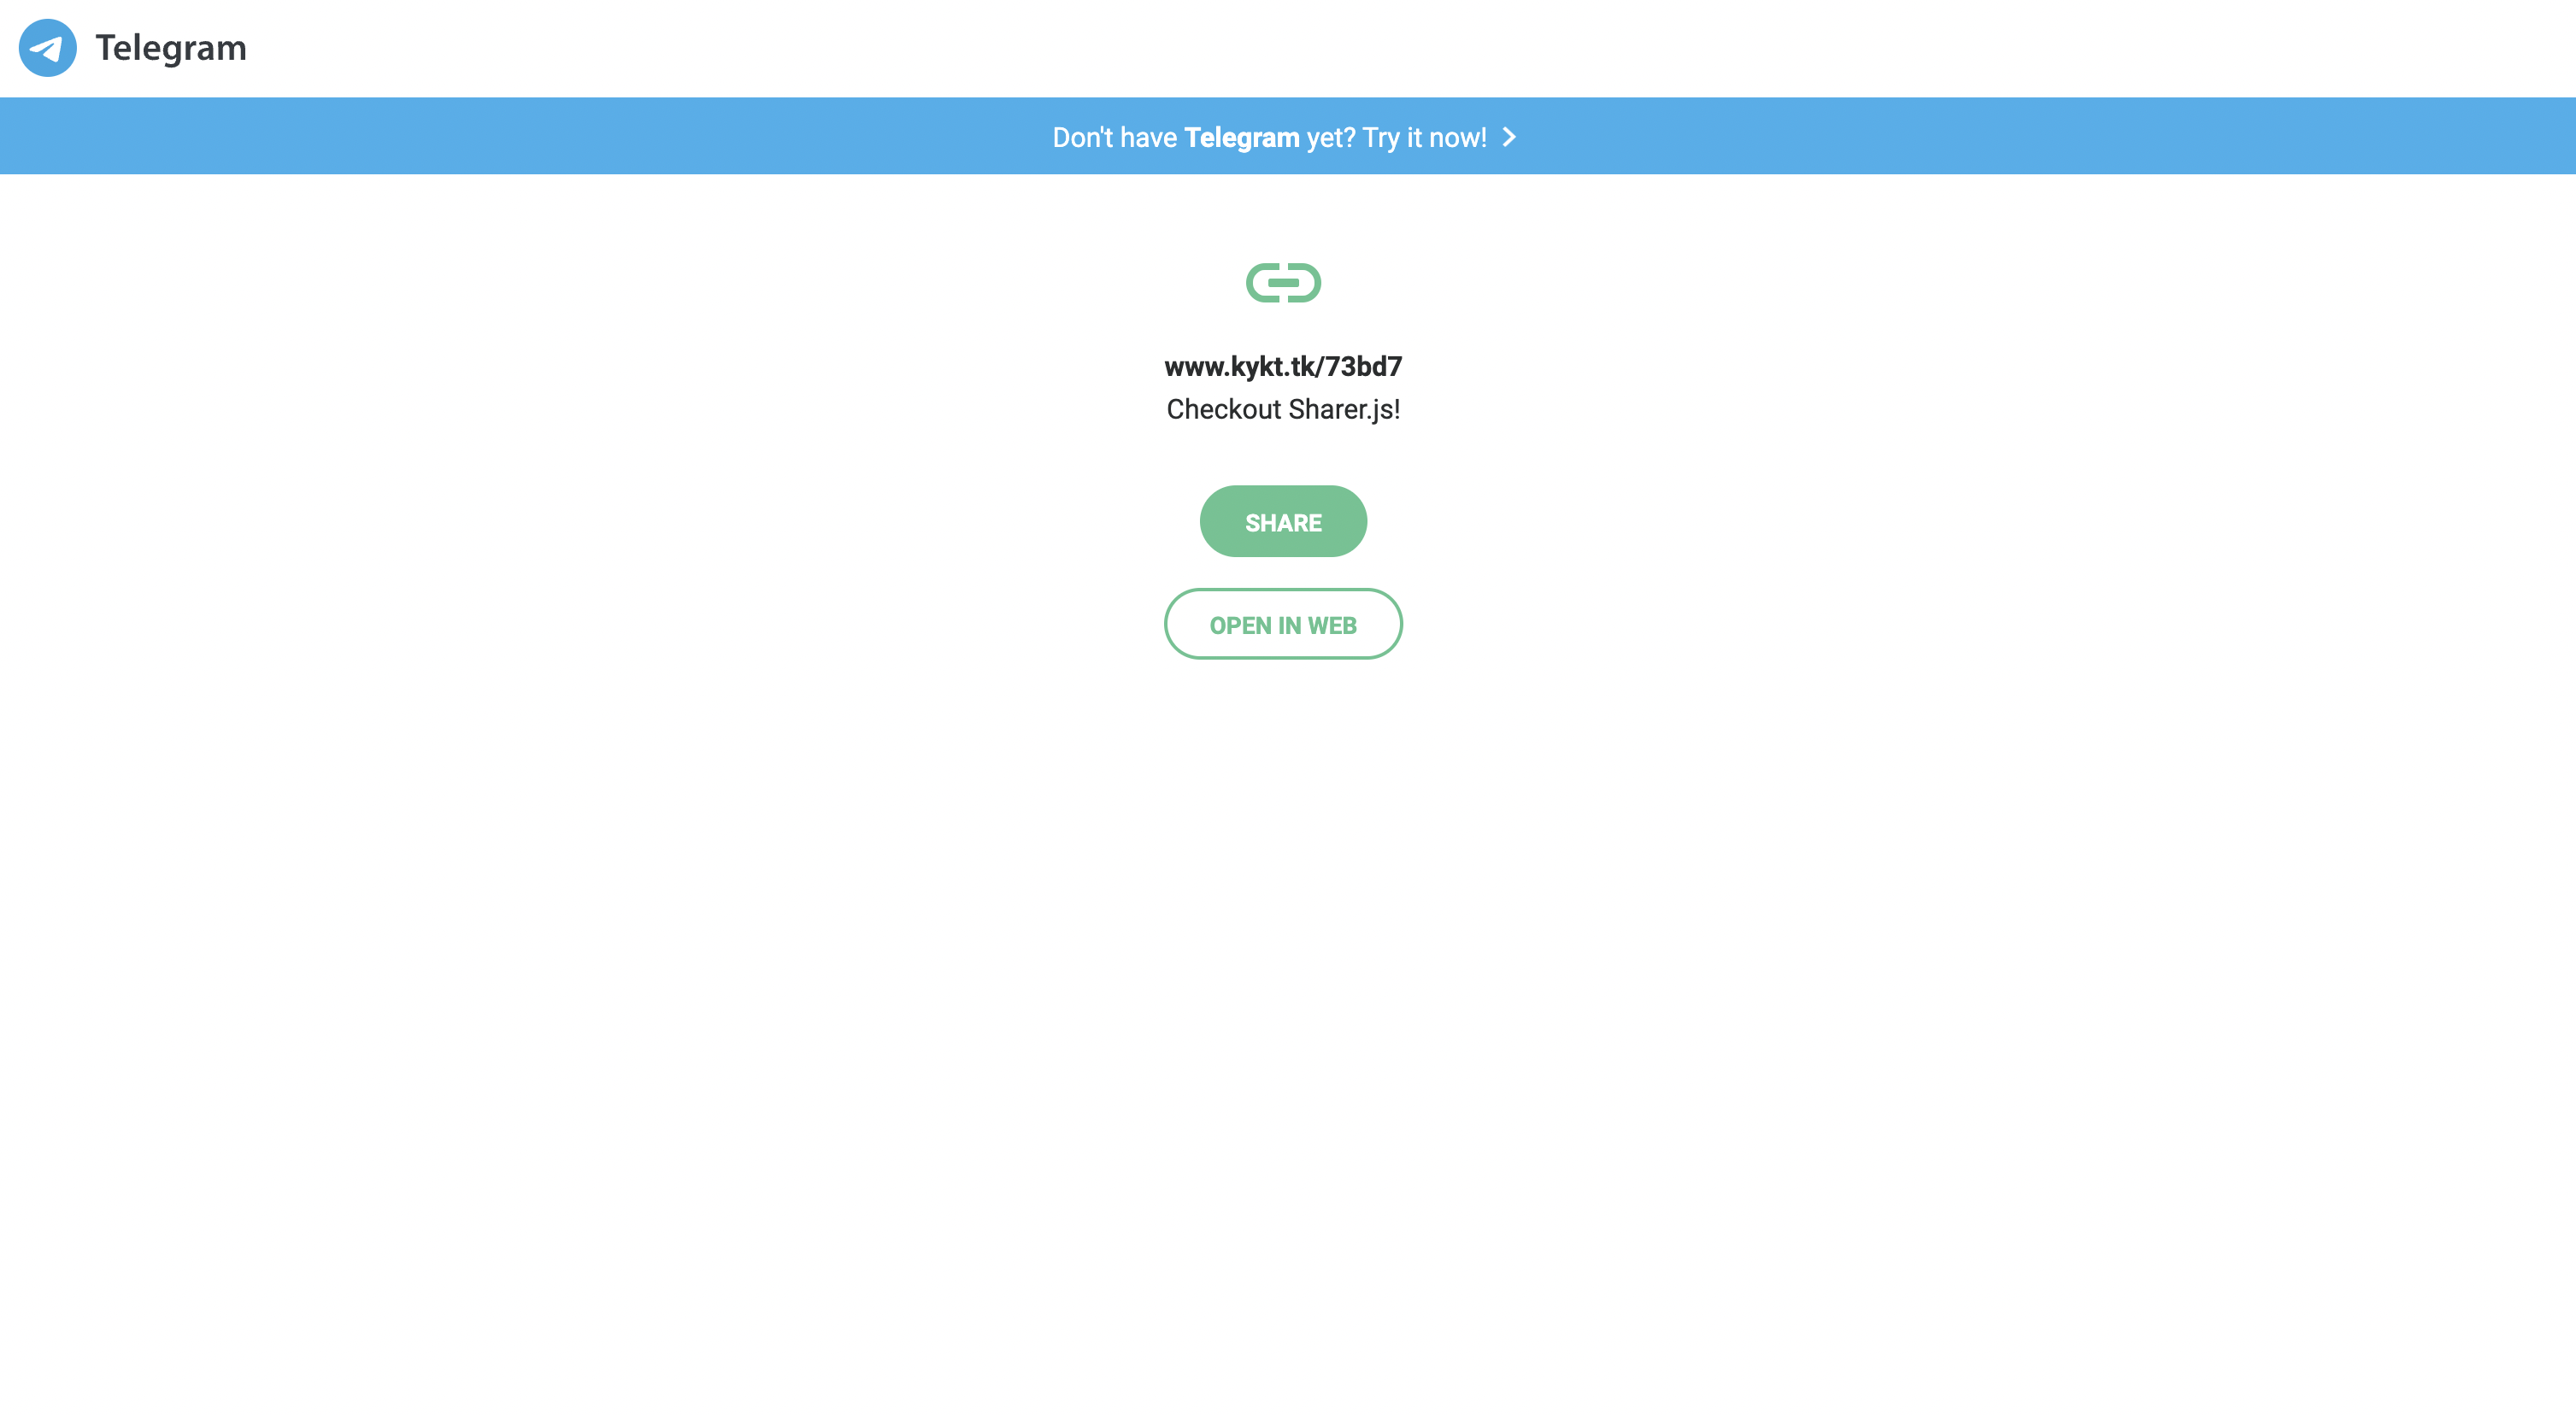 Telegram
Don't have Telegram yet? Try it now!
www.kykt.tk/73bd7
Checkout Sharer.js!
SHARE
OPEN IN WEB